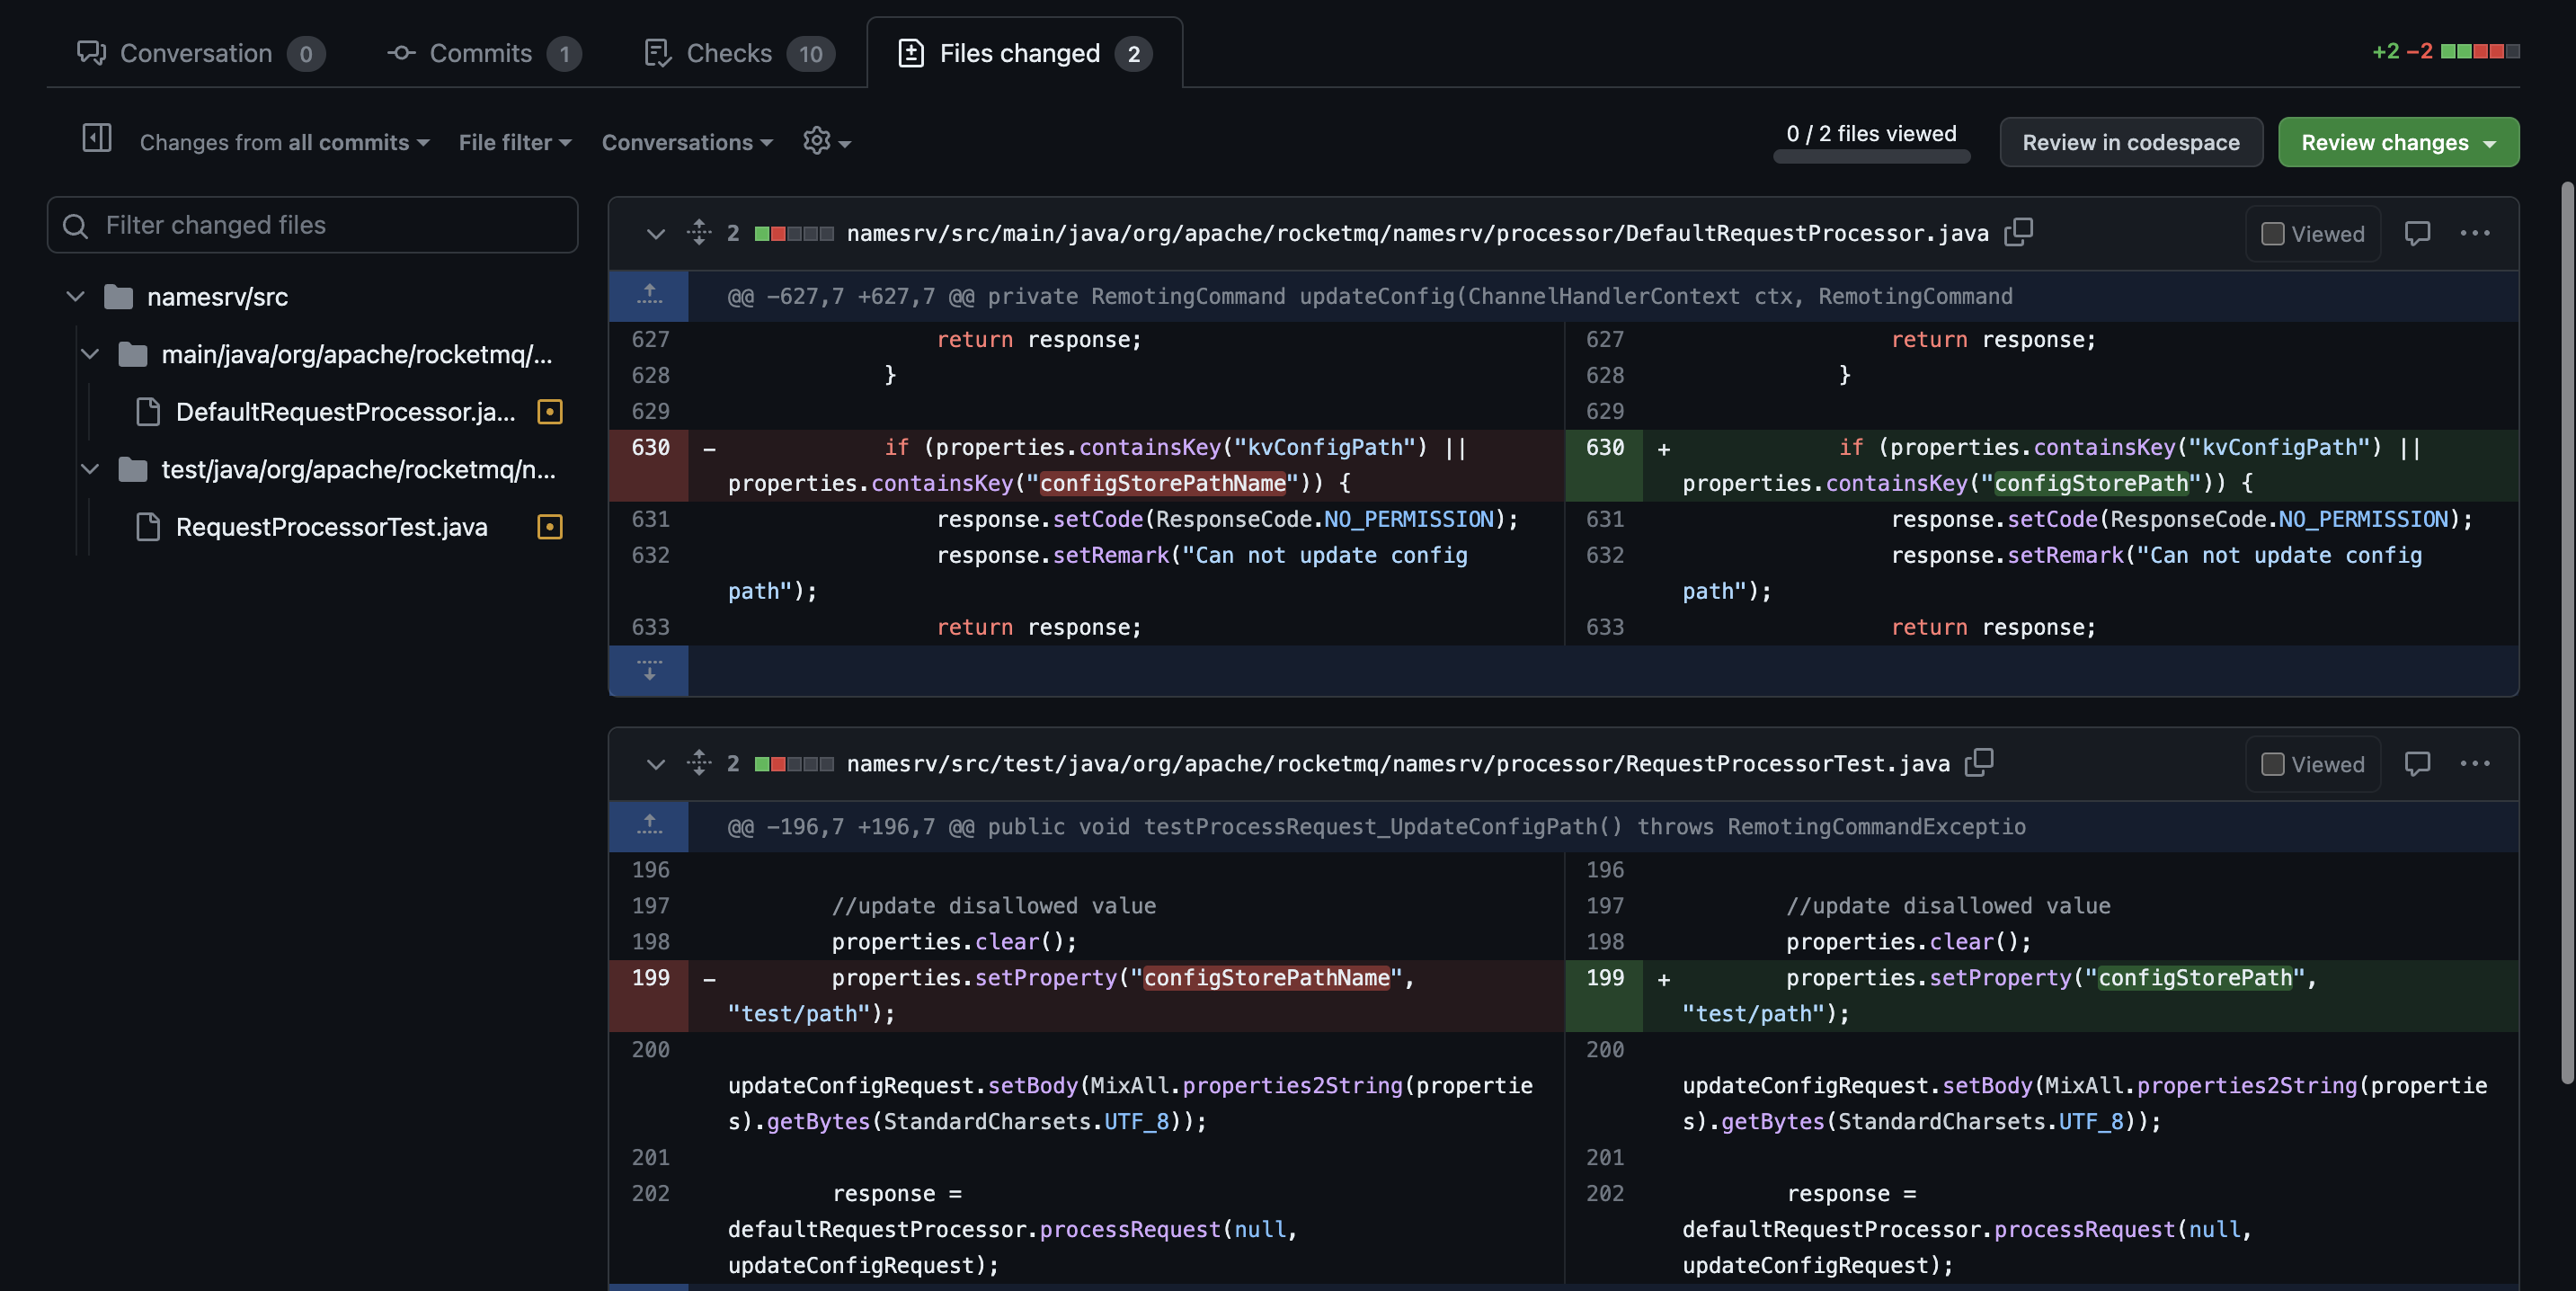 Conversation 0 Commits 1 Checks 10 Files changed 2 +2 −2
Changes from all commits File filter Conversations 0 / 2 files viewed Review in codespace Review changes
Filter changed files
namesrv/src
main/java/org/apache/rocketmq/...
DefaultRequestProcessor.ja...
test/java/org/apache/rocketmq/n...
RequestProcessorTest.java
2 namesrv/src/main/java/org/apache/rocketmq/namesrv/processor/DefaultRequestProcessor.java Viewed
@@ -627,7 +627,7 @@ private RemotingCommand updateConfig(ChannelHandlerContext ctx, RemotingCommand
627 return response;
628 }
629
630 - if (properties.containsKey("kvConfigPath") ||
properties.containsKey("configStorePathName")) {
631 response.setCode(ResponseCode.NO_PERMISSION);
632 response.setRemark("Can not update config
path");
633 return response;
627 return response;
628 }
629
630 + if (properties.containsKey("kvConfigPath") ||
properties.containsKey("configStorePath")) {
631 response.setCode(ResponseCode.NO_PERMISSION);
632 response.setRemark("Can not update config
path");
633 return response;
2 namesrv/src/test/java/org/apache/rocketmq/namesrv/processor/RequestProcessorTest.java Viewed
@@ -196,7 +196,7 @@ public void testProcessRequest_UpdateConfigPath() throws RemotingCommandExceptio
196
197 //update disallowed value
198 properties.clear();
199 - properties.setProperty("configStorePathName",
"test/path");
200
updateConfigRequest.setBody(MixAll.properties2String(propertie
s).getBytes(StandardCharsets.UTF_8));
201
202 response =
defaultRequestProcessor.processRequest(null,
updateConfigRequest);
196
197 //update disallowed value
198 properties.clear();
199 + properties.setProperty("configStorePath",
"test/path");
200
updateConfigRequest.setBody(MixAll.properties2String(propertie
s).getBytes(StandardCharsets.UTF_8));
201
202 response =
defaultRequestProcessor.processRequest(null,
updateConfigRequest);